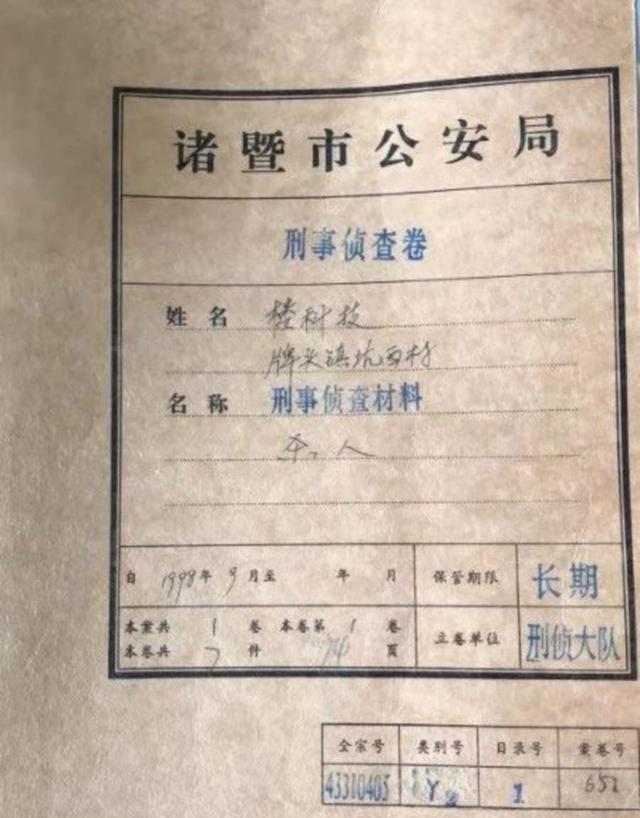 诸暨市公安局
刑事侦查卷
姓名 楼科技
牌头镇坑西村
名称 刑事侦查材料
杀人
自 1998年 9月至 年 月 保管期限 长期
本案共 1 卷 本卷第 1 卷
本卷共 7 件 74 页
立卷单位 刑侦大队
全宗号 类别号 目录号 案卷号
43310405 Y2 1 651